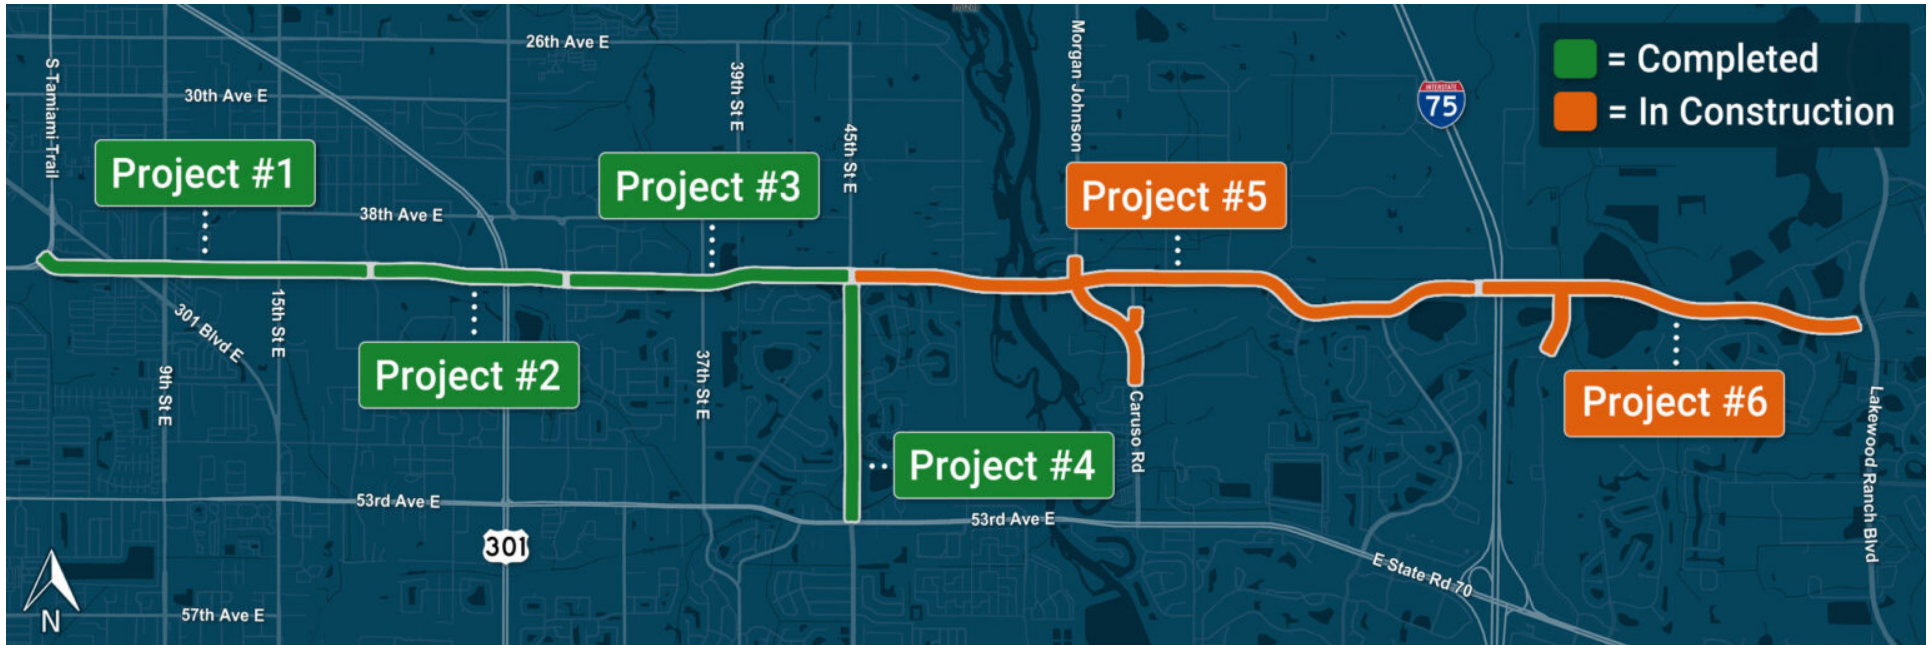 26th Ave E
S Tamiami Trail
30th Ave E
39th St E
Morgan Johnson
INTERSTATE
75
= Completed
= In Construction
45th St E
Project #1
Project #3
Project #5
38th Ave E
301 Blvd E
15th St E
9th St E
Project #2
37th St E
Project #4
Caruso Rd
Project #6
Lakewood Ranch Blvd
53rd Ave E
53rd Ave E
301
E State Rd 70
57th Ave E
N